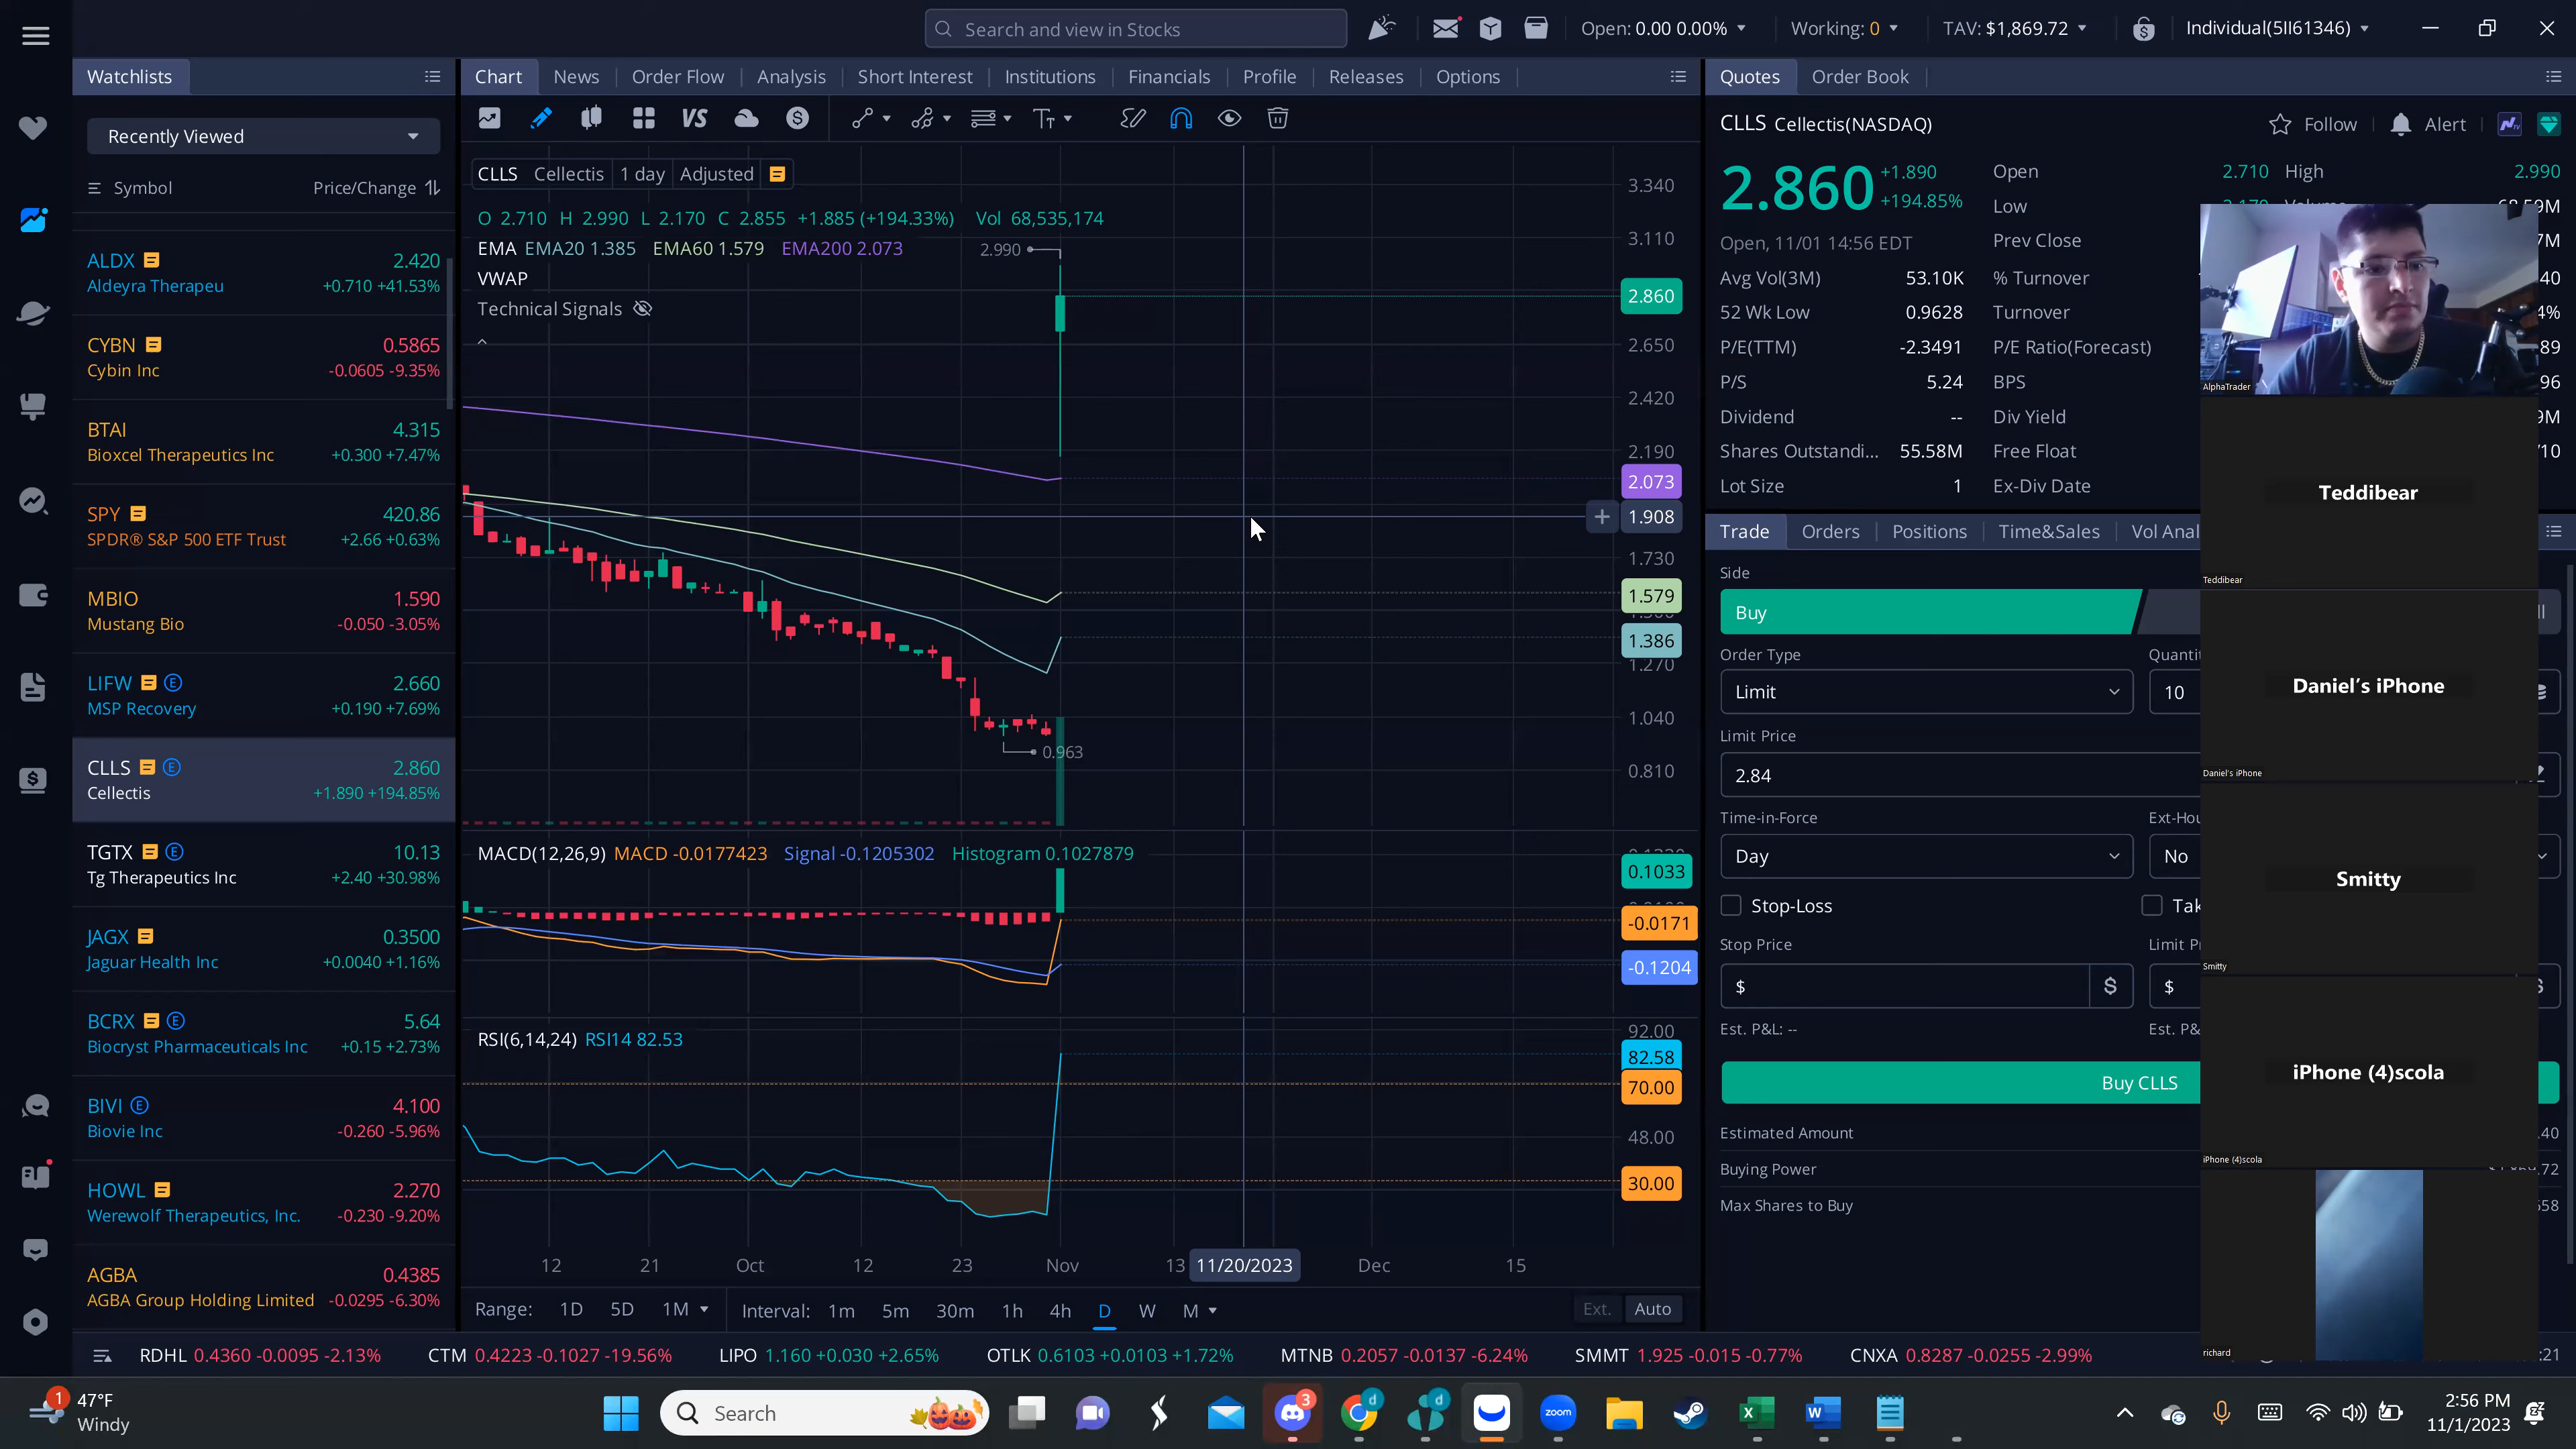 Search and view in Stocks
Open: 0.00 0.00%
Working: 0
TAV: $1,869.72
Individual(5II61346)
Watchlists
Chart
News
Order Flow
Analysis
Short Interest
Institutions
Communities
Financials
Profile
Releases
Options
Quotes
Order Book
Recently Viewed
Symbol
Price/Change
ALDX 2.420
Aldeyra Therapeu +0.710 +41.53%
CYBN 0.5865
Cybin Inc -0.0605 -9.35%
BTAI 4.315
Bioxcel Therapeutics Inc +0.300 +7.47%
SPY 420.86
SPDR® S&P 500 ETF Trust +2.66 +0.63%
MBIO 1.590
Mustang Bio -0.050 -3.05%
LIFW E 2.660
MSP Recovery +0.190 +7.69%
CLLS E 2.860
Cellectis +1.890 +194.85%
TGTX E 10.13
Tg Therapeutics Inc +2.40 +30.98%
JAGX 0.3500
Jaguar Health Inc +0.0040 +1.16%
BCRX E 5.64
Biocryst Pharmaceuticals Inc +0.15 +2.73%
BIVI E 4.100
Biovie Inc -0.260 -5.96%
HOWL 2.270
Werewolf Therapeutics, Inc. -0.230 -9.20%
AGBA 0.4385
AGBA Group Holding Limited -0.0295 -6.30%
VS
CLLS Cellectis 1 day Adjusted
O 2.710 H 2.990 L 2.170 C 2.855 +1.885 (+194.33%) Vol 68,535,174
EMA EMA20 1.385 EMA60 1.579 EMA200 2.073
VWAP
Technical Signals
2.990
0.963
3.340
3.110
2.860
2.650
2.420
2.190
2.073
1.908
1.730
1.579
1.386
1.270
1.040
0.810
MACD(12,26,9) MACD -0.0177423 Signal -0.1205302 Histogram 0.1027879
0.1033
-0.0171
-0.1204
RSI(6,14,24) RSI14 82.53
92.00
82.58
70.00
48.00
30.00
12
21
Oct
12
23
Nov
13
11/20/2023
Dec
15
Range: 1D 5D 1M
Interval: 1m 5m 30m 1h 4h D W M
Ext. Auto
CLLS Cellectis(NASDAQ)
Follow
Alert
2.860 +1.890
+194.85%
Open, 11/01 14:56 EDT
Open 2.710 High 2.990
Low
Prev Close
Avg Vol(3M) 53.10K % Turnover
52 Wk Low 0.9628 Turnover
P/E(TTM) -2.3491 P/E Ratio(Forecast)
P/S 5.24 BPS
Dividend -- Div Yield
Shares Outstandi... 55.58M Free Float
Lot Size 1 Ex-Div Date
Trade
Orders
Positions
Time&Sales
Vol Anal
Side
Buy
Order Type
Limit
10
Limit Price
2.84
Time-in-Force
Day
No
Stop-Loss
Tak
Stop Price
$
$
$
Est. P&L: --
Buy CLLS
Estimated Amount
Buying Power
Max Shares to Buy
AlphaTrader
Teddibear
Teddibear
Daniel's iPhone
Daniel's iPhone
Smitty
Smitty
iPhone (4)scola
iPhone (4)scola
richard
RDHL 0.4360 -0.0095 -2.13%
CTM 0.4223 -0.1027 -19.56%
LIPO 1.160 +0.030 +2.65%
OTLK 0.6103 +0.0103 +1.72%
MTNB 0.2057 -0.0137 -6.24%
SMMT 1.925 -0.015 -0.77%
CNXA 0.8287 -0.0255 -2.99%
1
47°F
Windy
Search
3
zoom
2:56 PM
11/1/2023